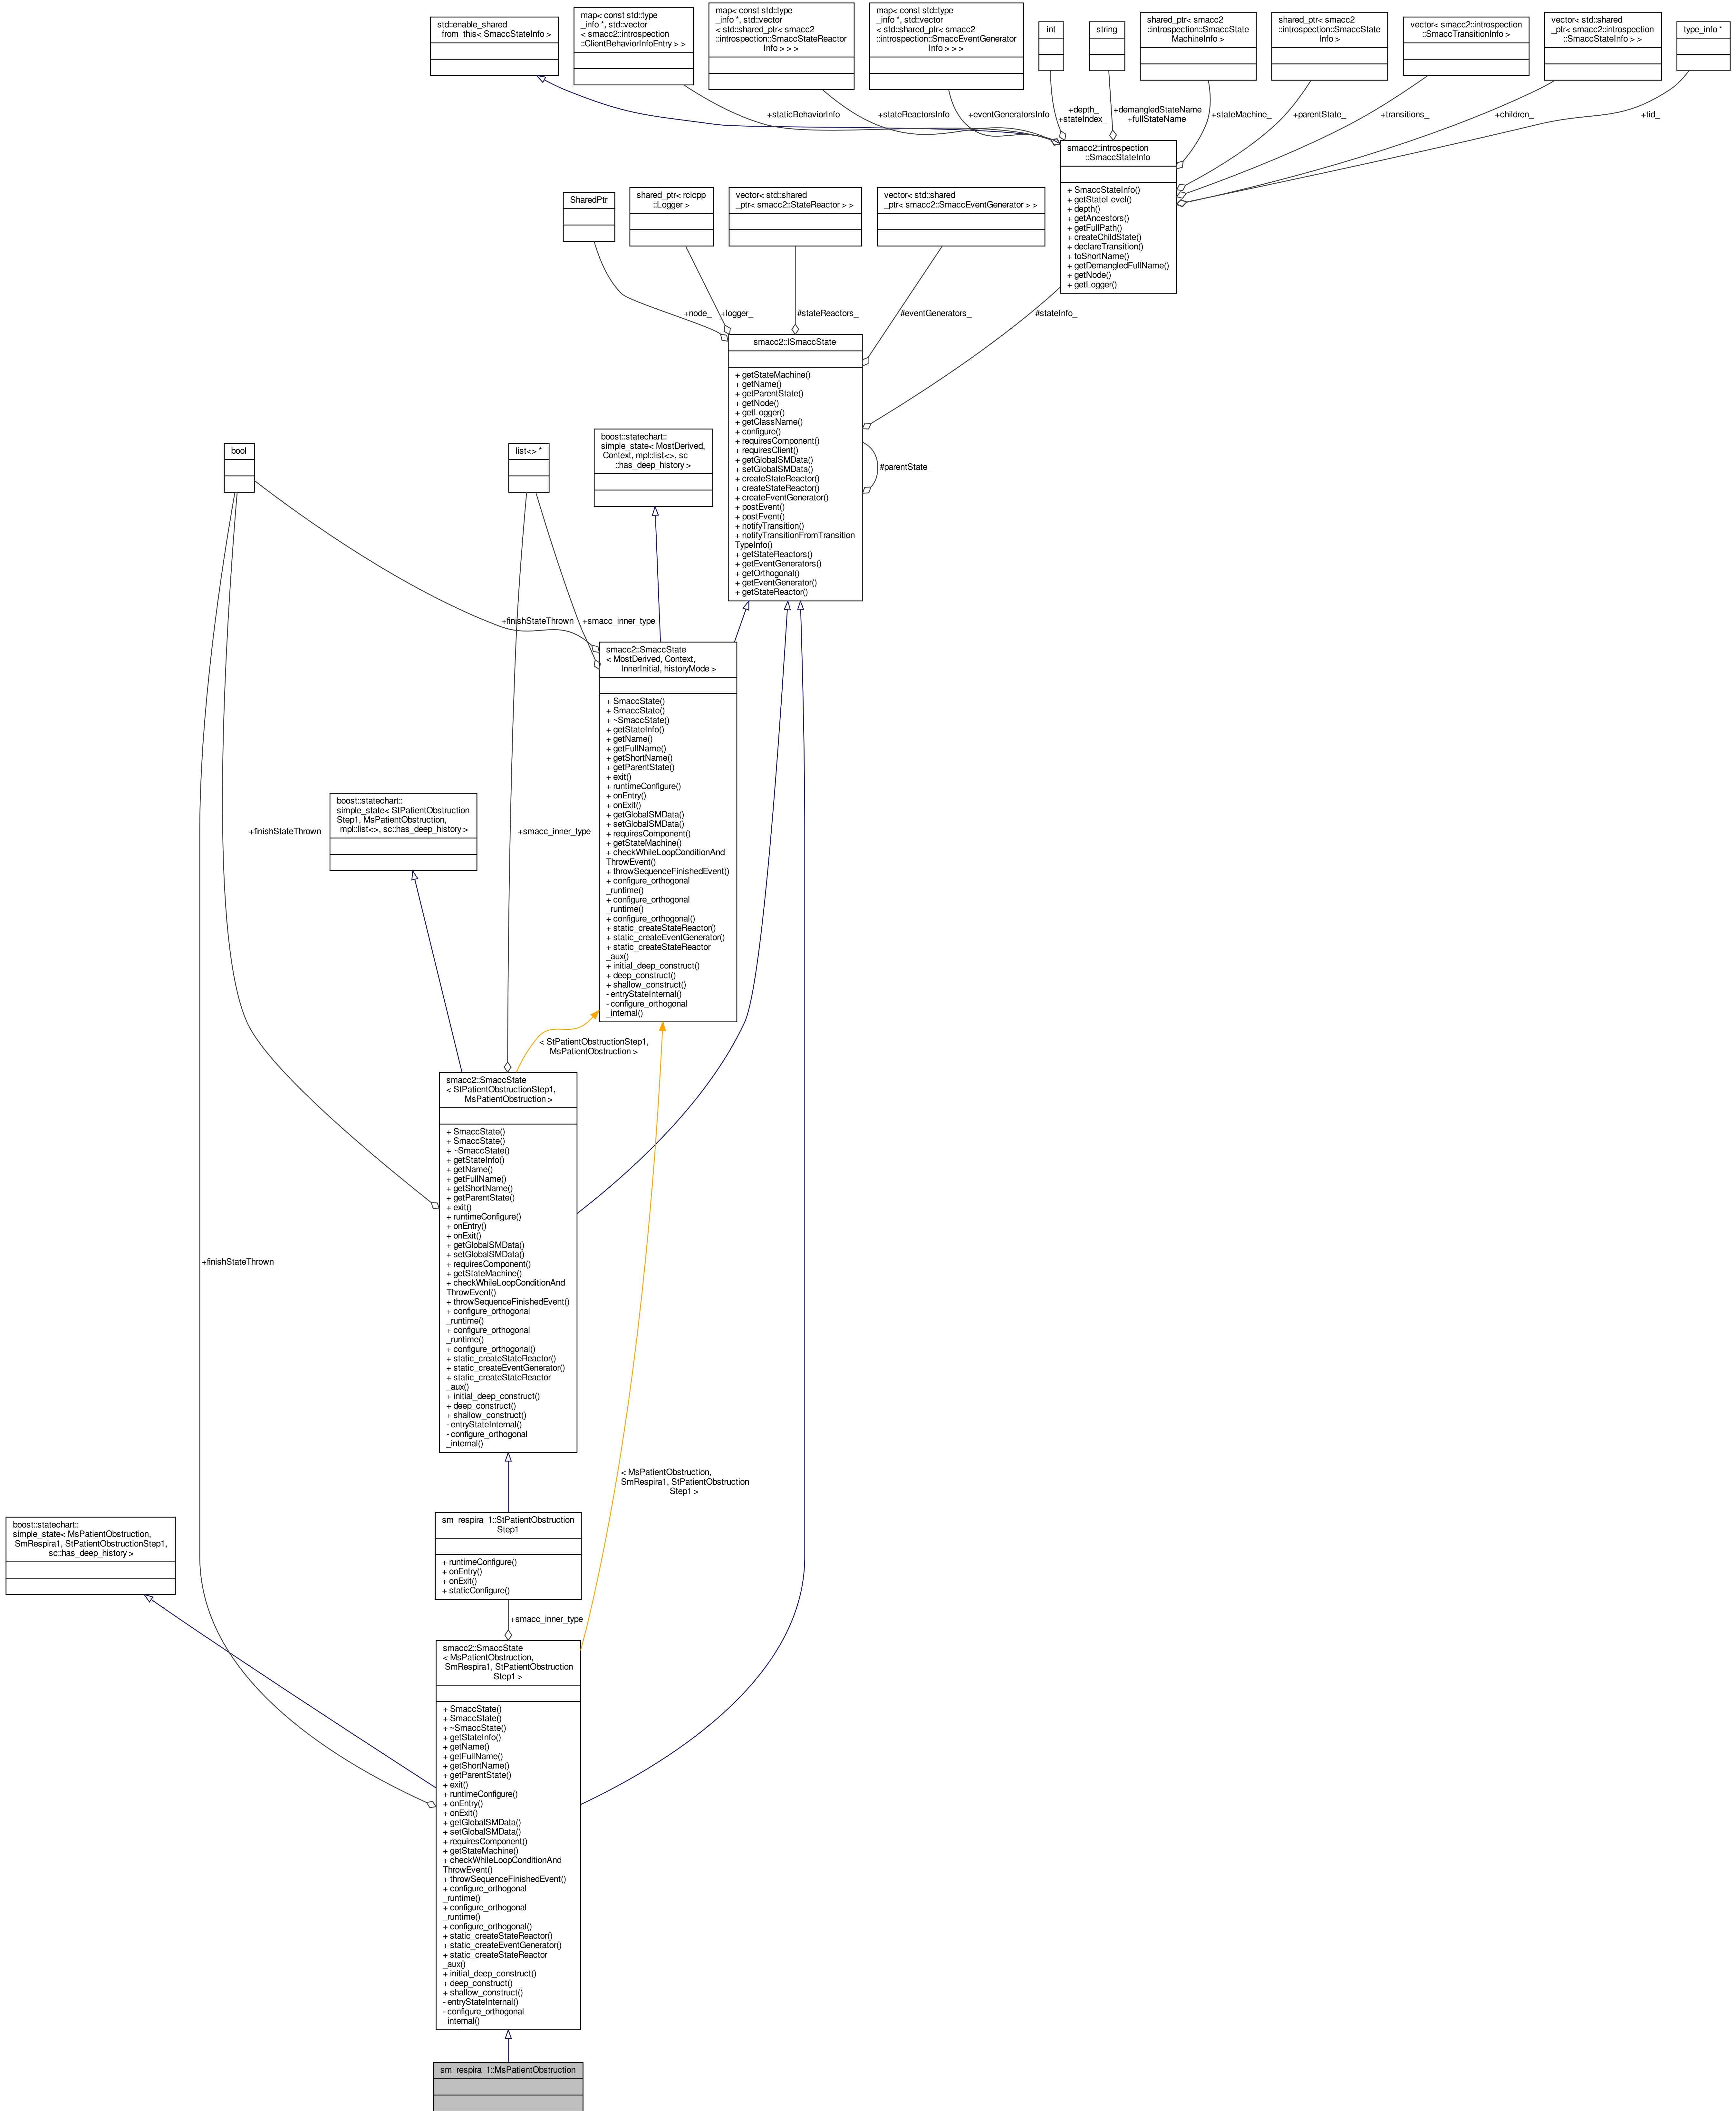 std::enable_shared
_from_this< SmaccStateInfo >
map< const std::type
_info *, std::vector
< smacc2::introspection
::ClientBehaviorInfoEntry > >
map< const std::type
_info *, std::vector
< std::shared_ptr< smacc2
::introspection::SmaccStateReactor
Info > > >
map< const std::type
_info *, std::vector
< std::shared_ptr< smacc2
::introspection::SmaccEventGenerator
Info > > >
int
string
shared_ptr< smacc2
::introspection::SmaccState
MachineInfo >
shared_ptr< smacc2
::introspection::SmaccState
Info >
vector< smacc2::introspection
::SmaccTransitionInfo >
vector< std::shared
_ptr< smacc2::introspection
::SmaccStateInfo > >
type_info *
+staticBehaviorInfo
+stateReactorsInfo
+eventGeneratorsInfo
+depth_
+stateIndex_
+demangledStateName
+fullStateName
+stateMachine_
+parentState_
+transitions_
+children_
+tid_
smacc2::introspection
::SmaccStateInfo
+ SmaccStateInfo()
+ getStateLevel()
+ depth()
+ getAncestors()
+ getFullPath()
+ createChildState()
+ declareTransition()
+ toShortName()
+ getDemangledFullName()
+ getNode()
+ getLogger()
SharedPtr
shared_ptr< rclcpp
::Logger >
vector< std::shared
_ptr< smacc2::StateReactor > >
vector< std::shared
_ptr< smacc2::SmaccEventGenerator > >
+node_
+logger_
#stateReactors_
#eventGenerators_
#stateInfo_
smacc2::ISmaccState
+ getStateMachine()
+ getName()
+ getParentState()
+ getNode()
+ getLogger()
+ getClassName()
+ configure()
+ requiresComponent()
+ requiresClient()
+ getGlobalSMData()
+ setGlobalSMData()
+ createStateReactor()
+ createStateReactor()
+ createEventGenerator()
+ postEvent()
+ postEvent()
+ notifyTransition()
+ notifyTransitionFromTransition
TypeInfo()
+ getStateReactors()
+ getEventGenerators()
+ getOrthogonal()
+ getEventGenerator()
+ getStateReactor()
#parentState_
bool
list<> *
boost::statechart::
simple_state< MostDerived,
Context, mpl::list<>, sc
::has_deep_history >
+finishStateThrown
+smacc_inner_type
smacc2::SmaccState
< MostDerived, Context,
InnerInitial, historyMode >
+ SmaccState()
+ SmaccState()
+ ~SmaccState()
+ getStateInfo()
+ getName()
+ getFullName()
+ getShortName()
+ getParentState()
+ exit()
+ runtimeConfigure()
+ onEntry()
+ onExit()
+ getGlobalSMData()
+ setGlobalSMData()
+ requiresComponent()
+ getStateMachine()
+ checkWhileLoopConditionAnd
ThrowEvent()
+ throwSequenceFinishedEvent()
+ configure_orthogonal
_runtime()
+ configure_orthogonal
_runtime()
+ configure_orthogonal()
+ static_createStateReactor()
+ static_createEventGenerator()
+ static_createStateReactor
_aux()
+ initial_deep_construct()
+ deep_construct()
+ shallow_construct()
- entryStateInternal()
- configure_orthogonal
_internal()
boost::statechart::
simple_state< StPatientObstruction
Step1, MsPatientObstruction,
mpl::list<>, sc::has_deep_history >
+finishStateThrown
+smacc_inner_type
< StPatientObstructionStep1,
MsPatientObstruction >
smacc2::SmaccState
< StPatientObstructionStep1,
MsPatientObstruction >
+ SmaccState()
+ SmaccState()
+ ~SmaccState()
+ getStateInfo()
+ getName()
+ getFullName()
+ getShortName()
+ getParentState()
+ exit()
+ runtimeConfigure()
+ onEntry()
+ onExit()
+ getGlobalSMData()
+ setGlobalSMData()
+ requiresComponent()
+ getStateMachine()
+ checkWhileLoopConditionAnd
ThrowEvent()
+ throwSequenceFinishedEvent()
+ configure_orthogonal
_runtime()
+ configure_orthogonal
_runtime()
+ configure_orthogonal()
+ static_createStateReactor()
+ static_createEventGenerator()
+ static_createStateReactor
_aux()
+ initial_deep_construct()
+ deep_construct()
+ shallow_construct()
- entryStateInternal()
- configure_orthogonal
_internal()
+finishStateThrown
< MsPatientObstruction,
SmRespira1, StPatientObstruction
Step1 >
boost::statechart::
simple_state< MsPatientObstruction,
SmRespira1, StPatientObstructionStep1,
sc::has_deep_history >
sm_respira_1::StPatientObstruction
Step1
+ runtimeConfigure()
+ onEntry()
+ onExit()
+ staticConfigure()
+smacc_inner_type
smacc2::SmaccState
< MsPatientObstruction,
SmRespira1, StPatientObstruction
Step1 >
+ SmaccState()
+ SmaccState()
+ ~SmaccState()
+ getStateInfo()
+ getName()
+ getFullName()
+ getShortName()
+ getParentState()
+ exit()
+ runtimeConfigure()
+ onEntry()
+ onExit()
+ getGlobalSMData()
+ setGlobalSMData()
+ requiresComponent()
+ getStateMachine()
+ checkWhileLoopConditionAnd
ThrowEvent()
+ throwSequenceFinishedEvent()
+ configure_orthogonal
_runtime()
+ configure_orthogonal
_runtime()
+ configure_orthogonal()
+ static_createStateReactor()
+ static_createEventGenerator()
+ static_createStateReactor
_aux()
+ initial_deep_construct()
+ deep_construct()
+ shallow_construct()
- entryStateInternal()
- configure_orthogonal
_internal()
sm_respira_1::MsPatientObstruction